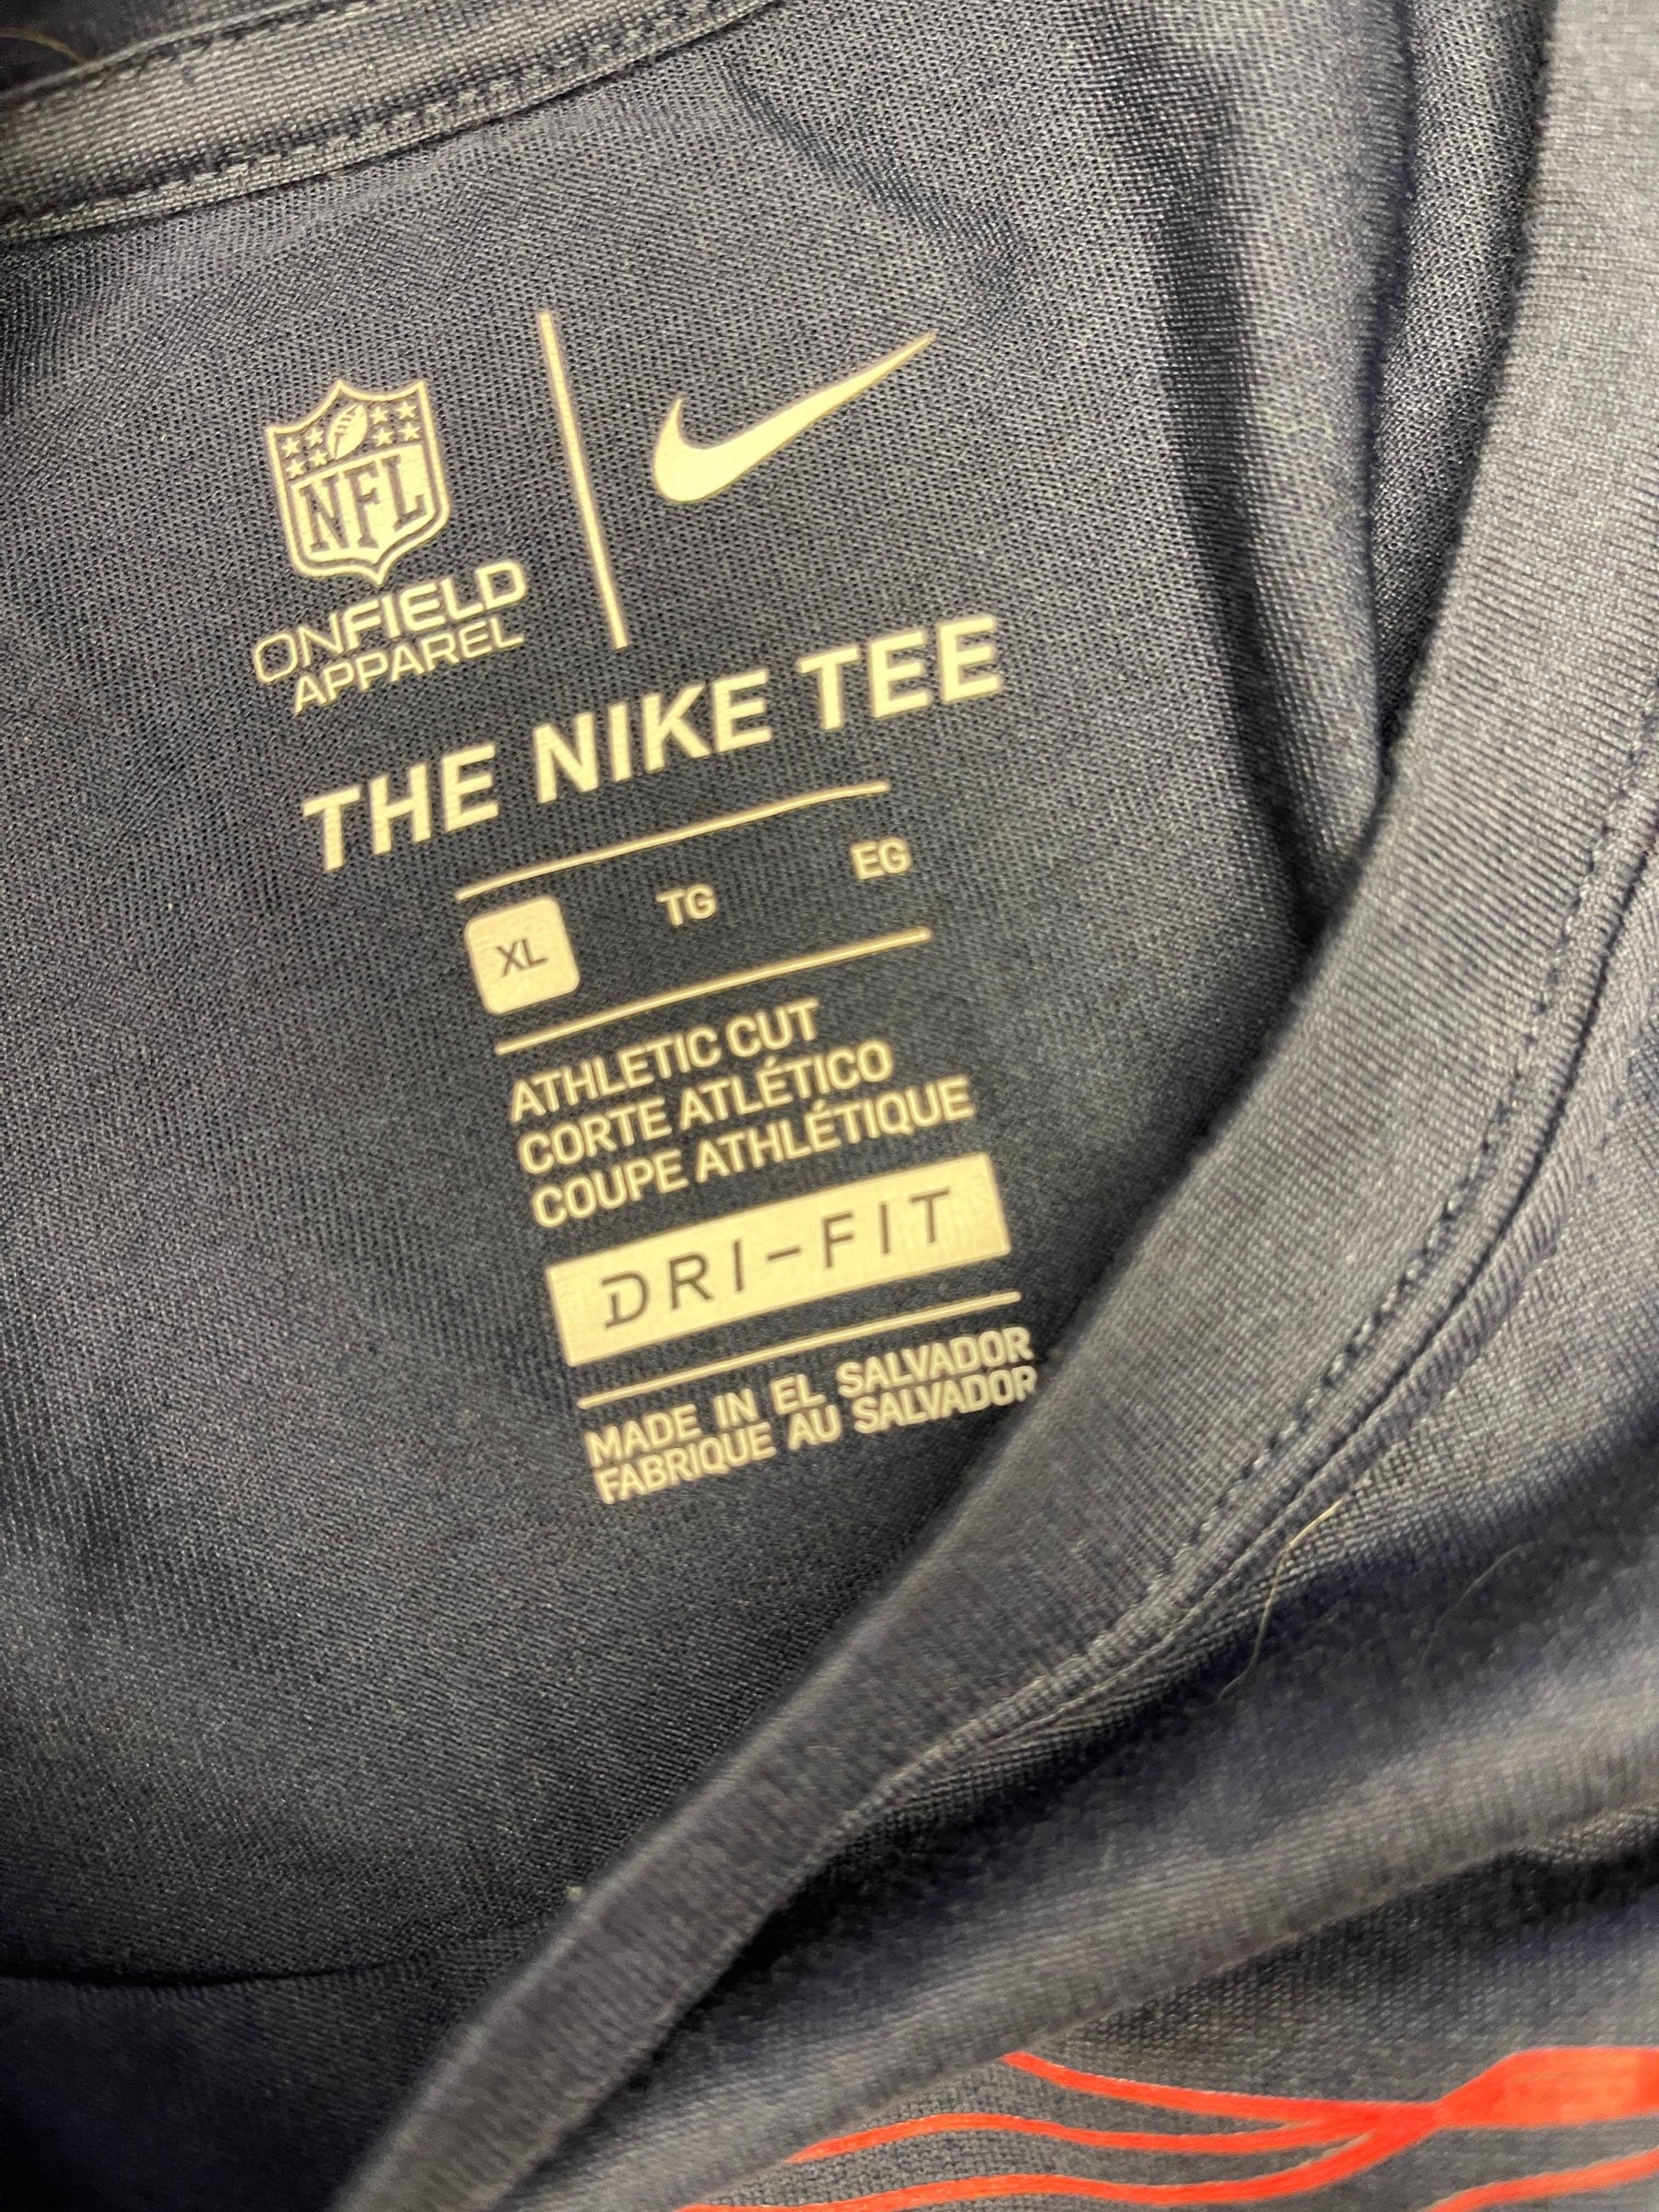 NFL
ONFIELD
APPAREL
THE NIKE TEE
XL TG EG
ATHLETIC CUT
CORTE ATLÉTICO
COUPE ATHLÉTIQUE
DRI-FIT
MADE IN EL SALVADOR
FABRIQUE AU SALVADOR